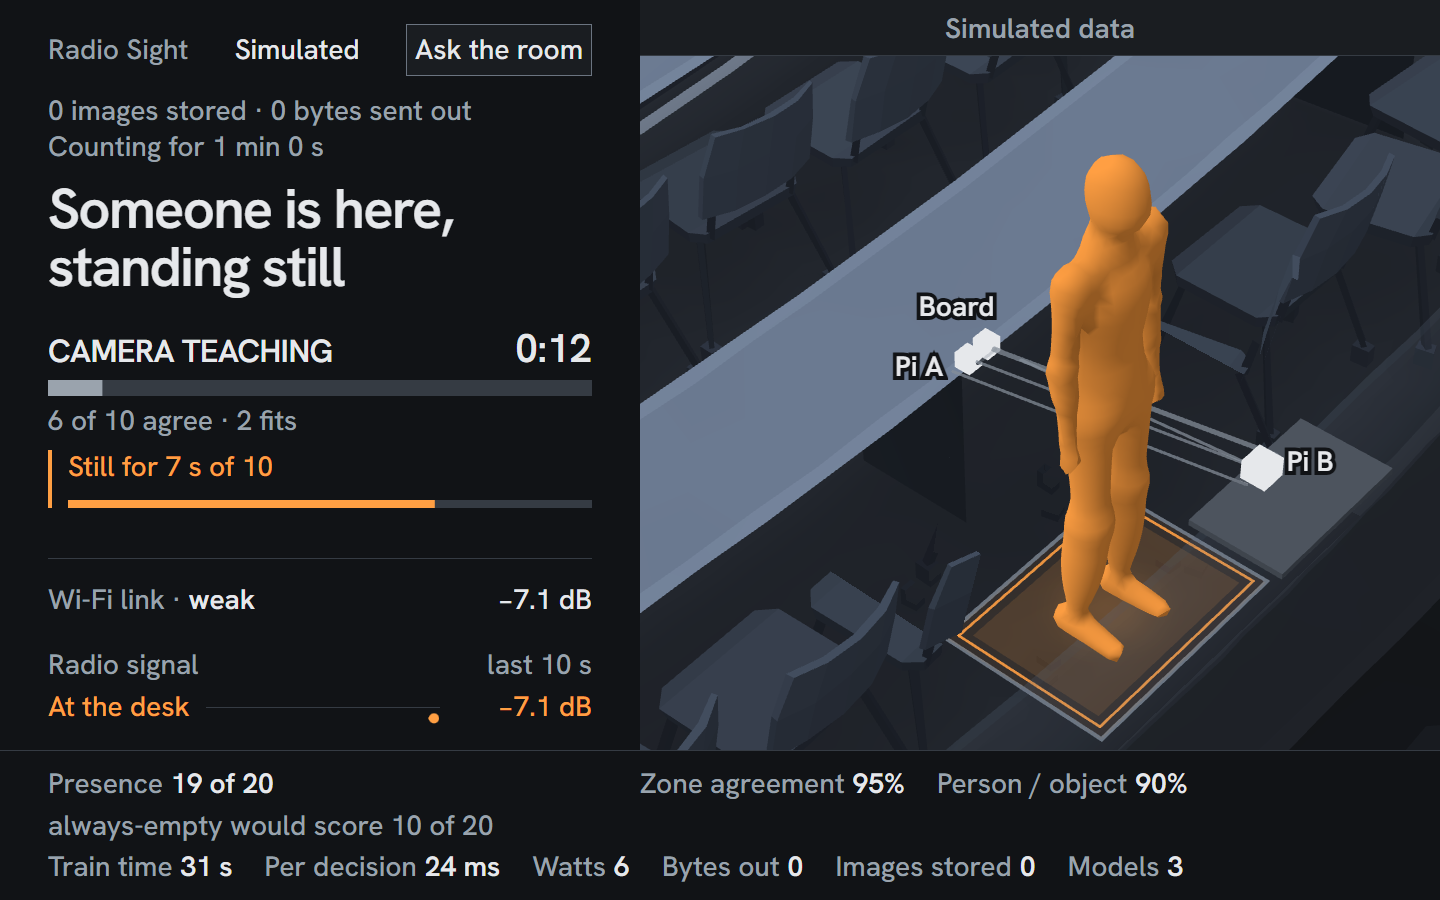 Radio Sight Simulated Ask the room
Simulated data
0 images stored · 0 bytes sent out
Counting for 1 min 0 s
Someone is here,
standing still
CAMERA TEACHING 0:12
6 of 10 agree · 2 fits
Still for 7 s of 10
Wi-Fi link · weak −7.1 dB
Radio signal last 10 s
At the desk −7.1 dB
Board
Pi A
Pi B
Presence 19 of 20 Zone agreement 95% Person / object 90%
always-empty would score 10 of 20
Train time 31 s Per decision 24 ms Watts 6 Bytes out 0 Images stored 0 Models 3